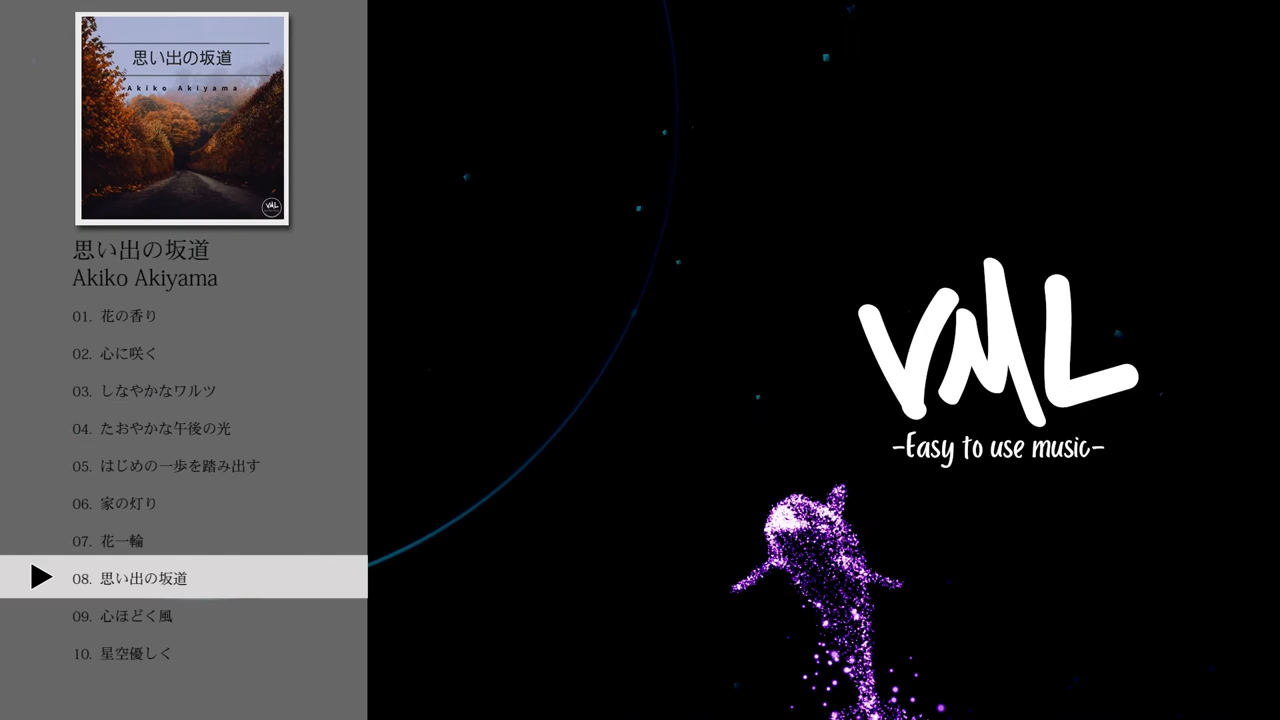 思い出の坂道
Akiko Akiyama
VML
思い出の坂道
Akiko Akiyama
01. 花の香り
02. 心に咲く
03. しなやかなワルツ
04. たおやかな午後の光
05. はじめの一歩を踏み出す
06. 家の灯り
07. 花一輪
08. 思い出の坂道
09. 心ほどく風
10. 星空優しく
VML
-Easy to use music-